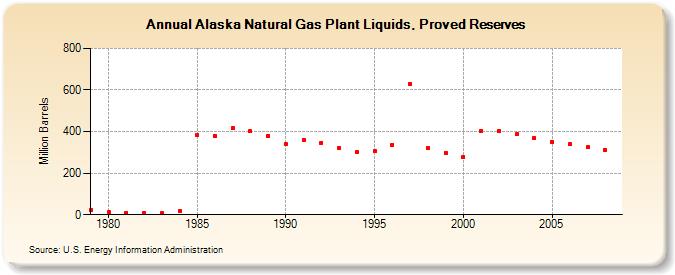 Annual Alaska Natural Gas Plant Liquids, Proved Reserves
Million Barrels
800
600
400
200
0
1980 1985 1990 1995 2000 2005
Source: U.S. Energy Information Administration